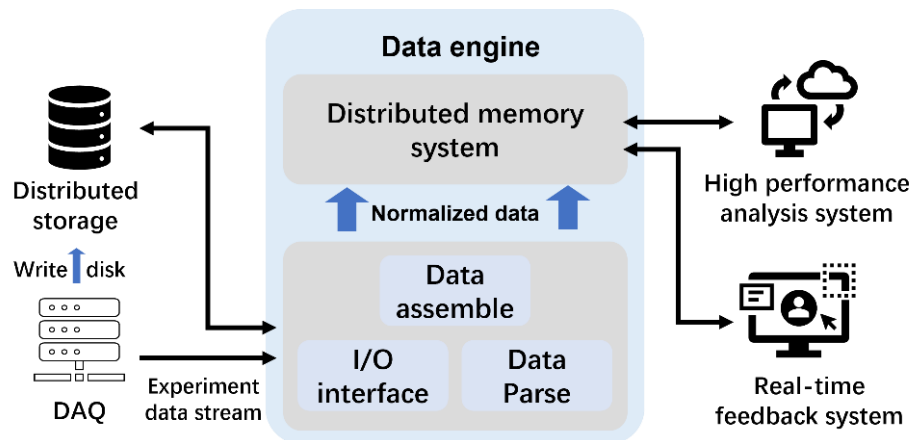 Data engine
Distributed memory
system
Normalized data
Data
assemble
I/O
interface
Data
Parse
Distributed
storage
Write disk
DAQ
Experiment
data stream
High performance
analysis system
Real-time
feedback system